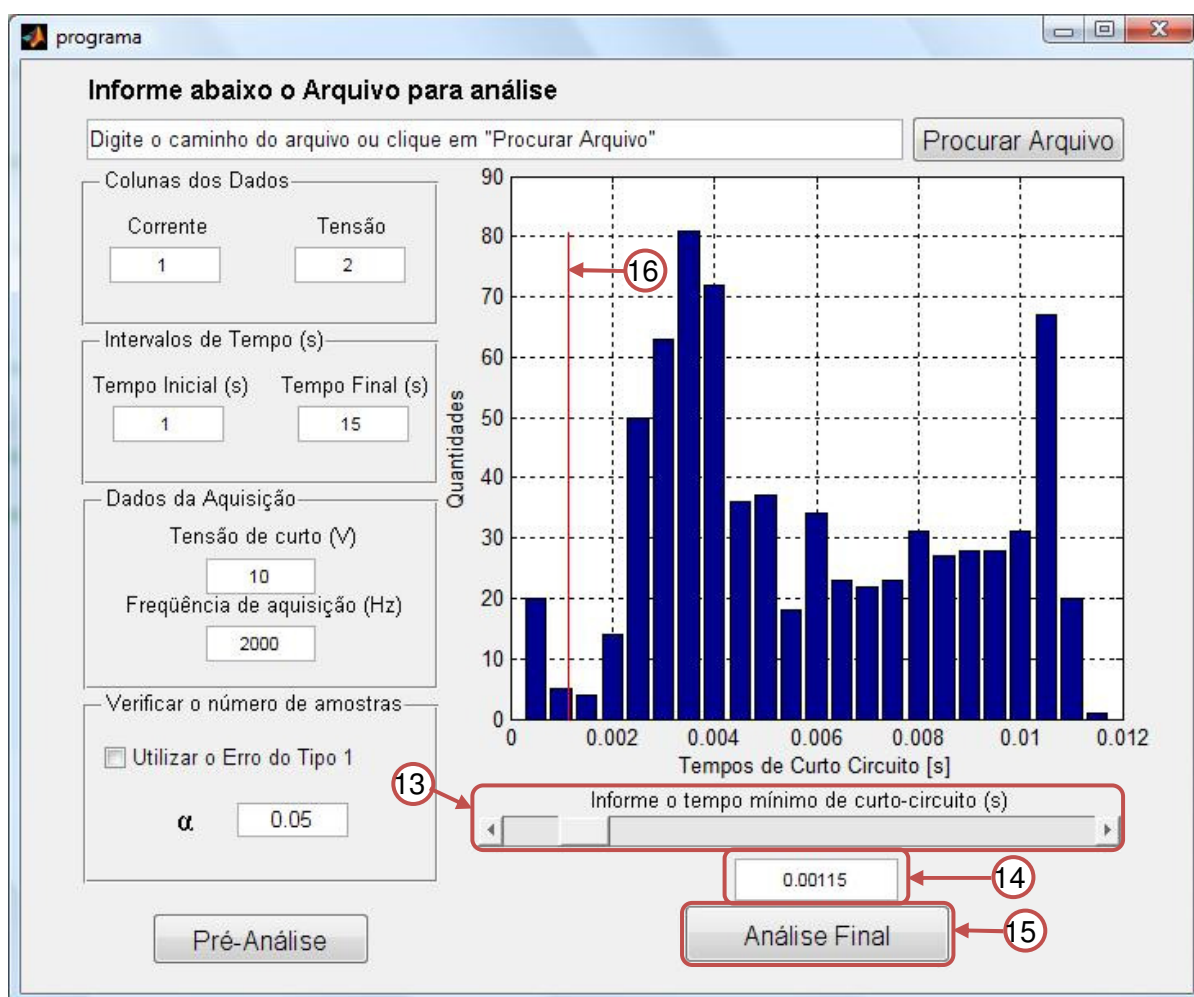 programa
Informe abaixo o Arquivo para análise
Digite o caminho do arquivo ou clique em "Procurar Arquivo"
Procurar Arquivo
Colunas dos Dados
Corrente
Tensão
1
2
Intervalos de Tempo (s)
Tempo Inicial (s)
Tempo Final (s)
1
15
Dados da Aquisição
Tensão de curto (V)
10
Freqüência de aquisição (Hz)
2000
Verificar o número de amostras
Utilizar o Erro do Tipo 1
α
0.05
Pré-Análise
Quantidades
90
80
70
60
50
40
30
20
10
0
16
0
0.002
0.004
0.006
0.008
0.01
0.012
Tempos de Curto Circuito [s]
13
Informe o tempo mínimo de curto-circuito (s)
0.00115
14
Análise Final
15